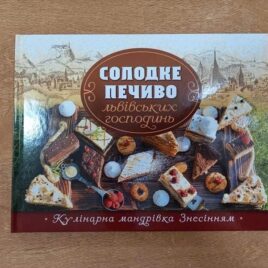 СОЛОДКЕ
ПЕЧИВО
львівських
господинь
Кулінарна мандрівка Знесінням